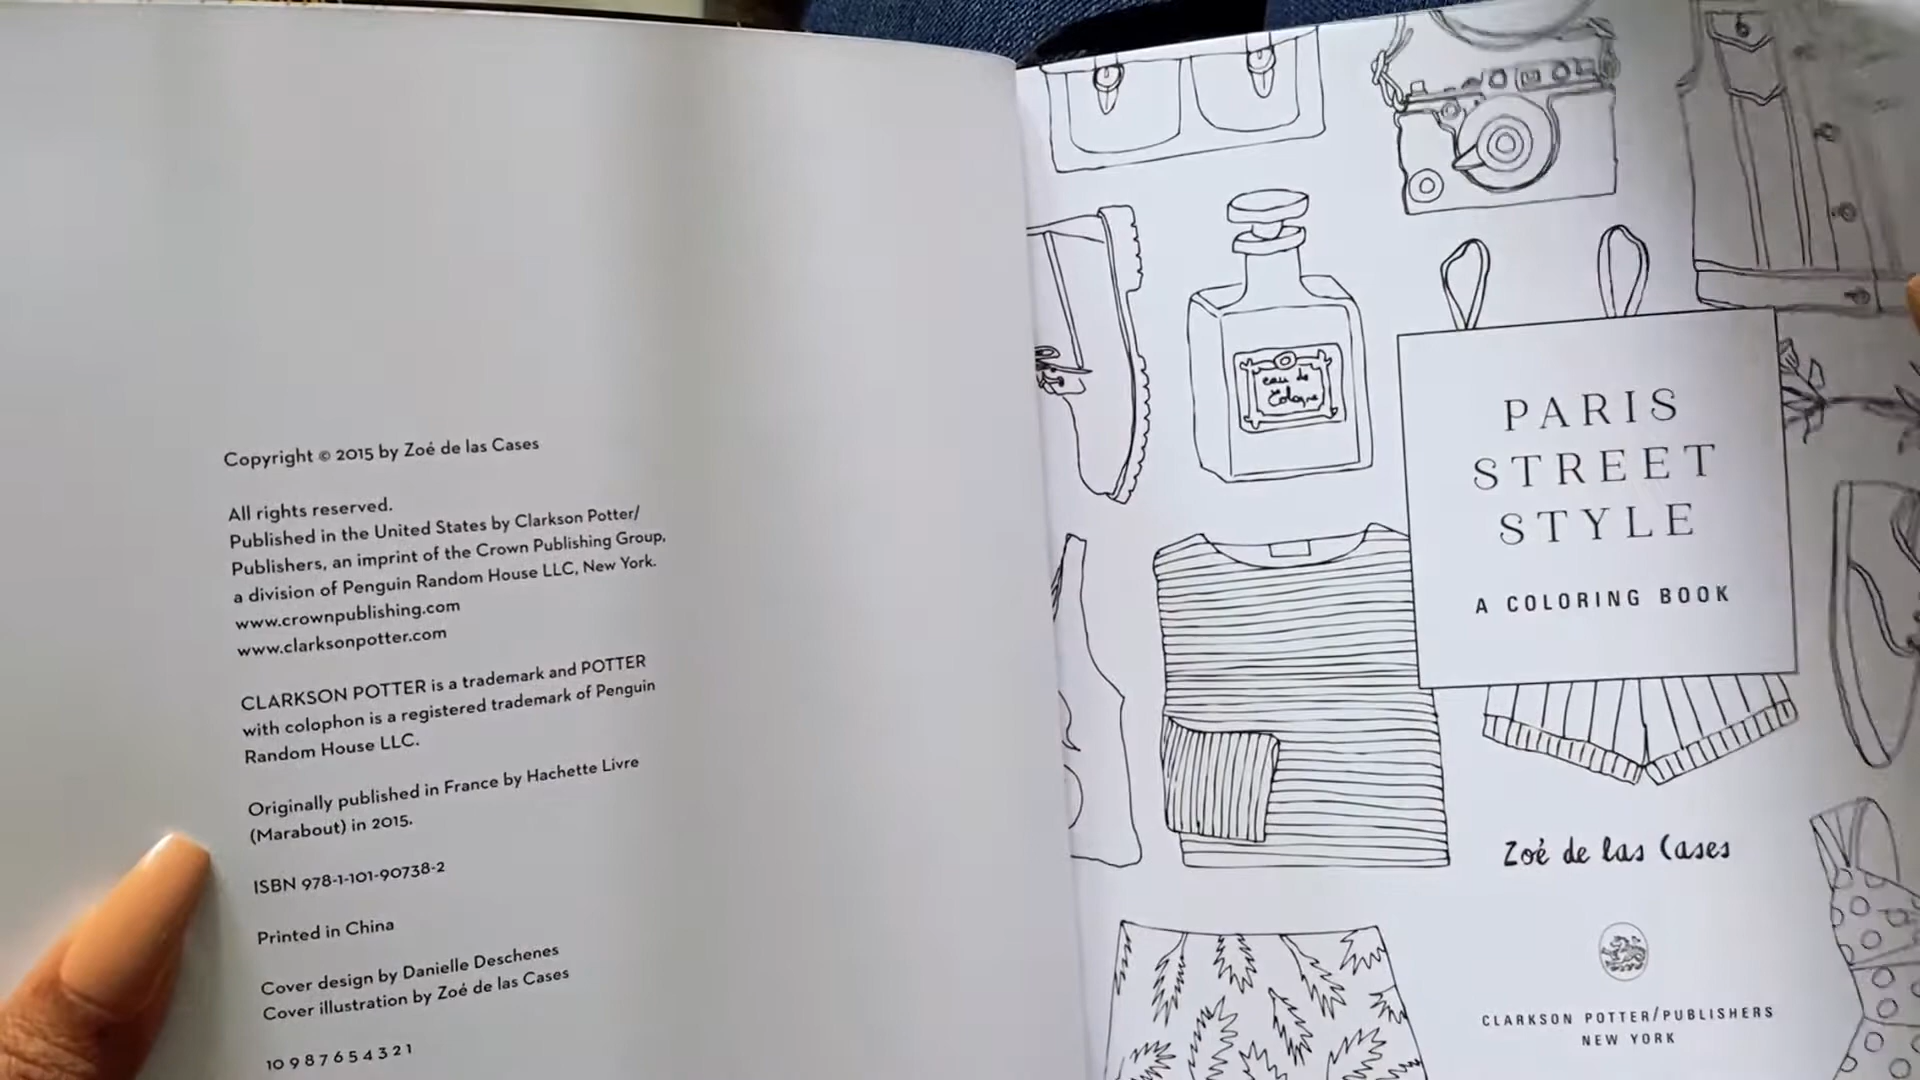 Copyright © 2015 by Zoé de las Cases
All rights reserved.
Published in the United States by Clarkson Potter/
Publishers, an imprint of the Crown Publishing Group,
a division of Penguin Random House LLC, New York.
www.crownpublishing.com
www.clarksonpotter.com
CLARKSON POTTER is a trademark and POTTER
with colophon is a registered trademark of Penguin
Random House LLC.
Originally published in France by Hachette Livre
(Marabout) in 2015.
ISBN 978-1-101-90738-2
Printed in China
Cover design by Danielle Deschenes
Cover illustration by Zoé de las Cases
10 9 8 7 6 5 4 3 2 1
eau de
Cologne
PARIS
STREET
STYLE
A COLORING BOOK
Zoé de las Cases
CLARKSON POTTER/PUBLISHERS
NEW YORK